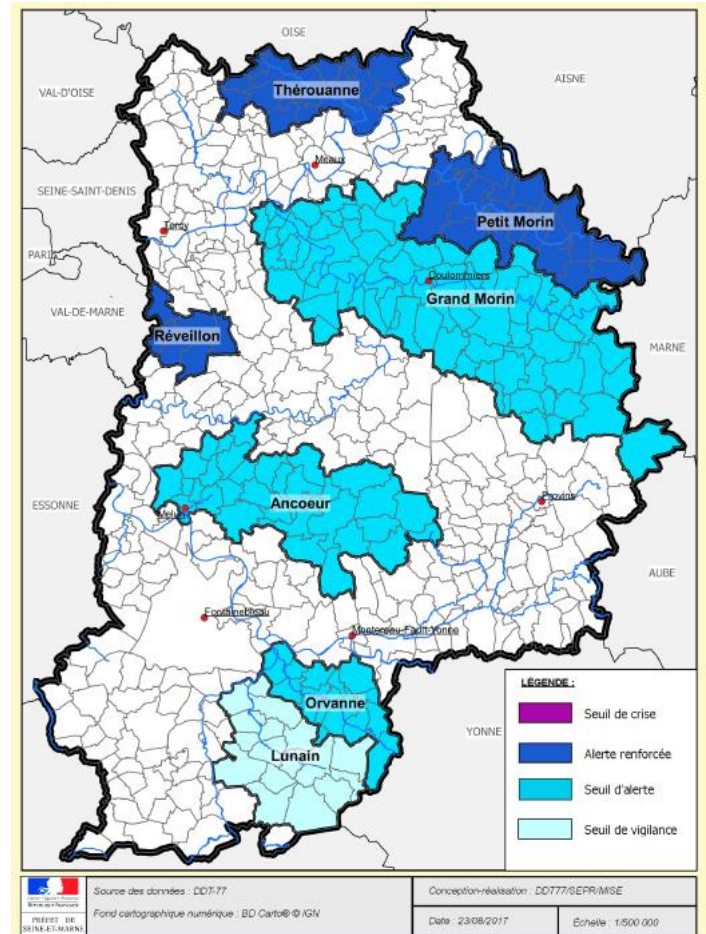 OISE
AISNE
VAL-D'OISE
Thérouanne
Meaux
SEINE-SAINT-DENIS
Petit Morin
Torcy
PARIS
Coulommiers
Grand Morin
VAL-DE-MARNE
Réveillon
MARNE
ESSONNE
Ancoeur
Provins
Melun
AUBE
Fontainebleau
Montereau-Fault-Yonne
Orvanne
YONNE
Lunain
LÉGENDE :
Seuil de crise
Alerte renforcée
Seuil d'alerte
Seuil de vigilance
RÉPUBLIQUE FRANÇAISE
PRÉFET DE
SEINE-ET-MARNE
Source des données : DDT-77
Fond cartographique numérique : BD Carto® © IGN
Conception-réalisation : DDT77/SEPR/MISE
Date : 23/08/2017
Échelle : 1/500 000